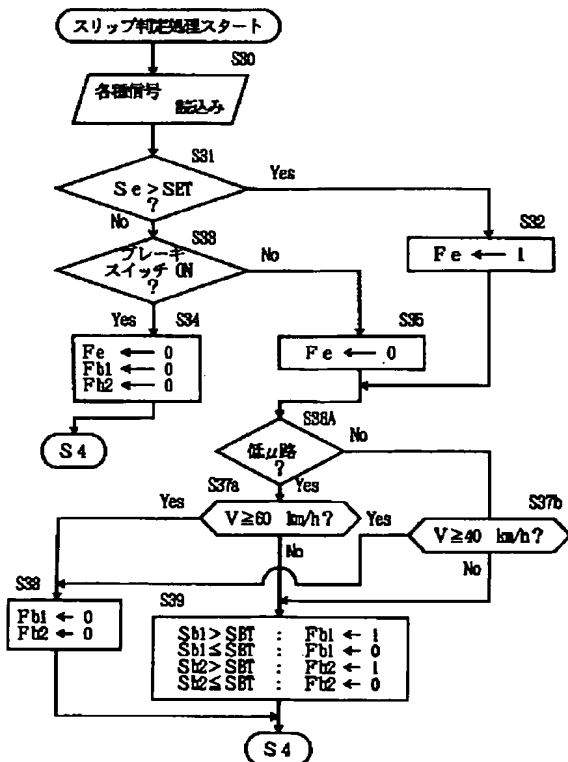 スリップ判定処理スタート
S30
各種信号
読込み
S31
Se>SET
?
Yes
No
S32
Fe ← 1
S33
ブレーキ
スイッチ ON
?
No
Yes
S34
Fe ← 0
Fb1 ← 0
Fb2 ← 0
S35
Fe ← 0
S4
S36A
低μ路
?
No
Yes
S37a
V≧60 km/h?
Yes
No
S37b
V≧40 km/h?
Yes
No
S38
Fb1 ← 0
Fb2 ← 0
S39
Sb1>SBT : Fb1 ← 1
Sb1≦SBT : Fb1 ← 0
Sb2>SBT : Fb2 ← 1
Sb2≦SBT : Fb2 ← 0
S4